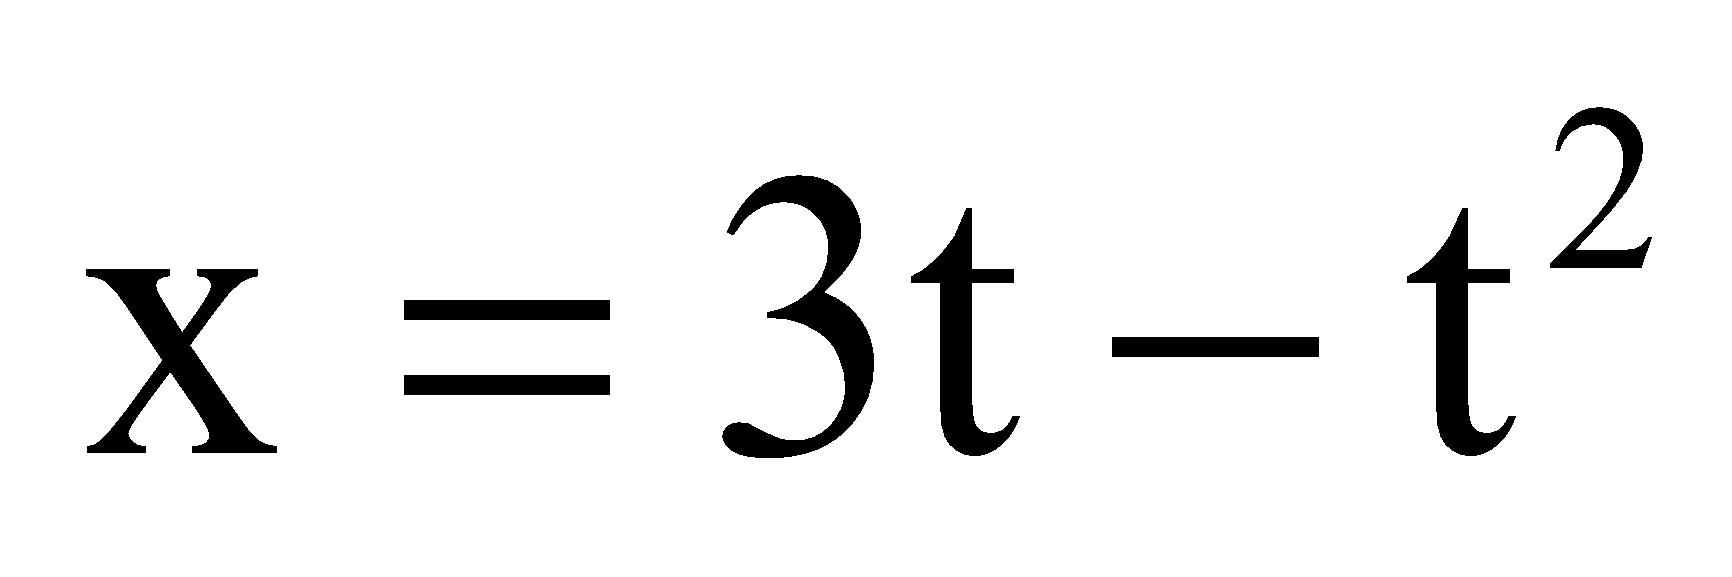 x = 3t − t²